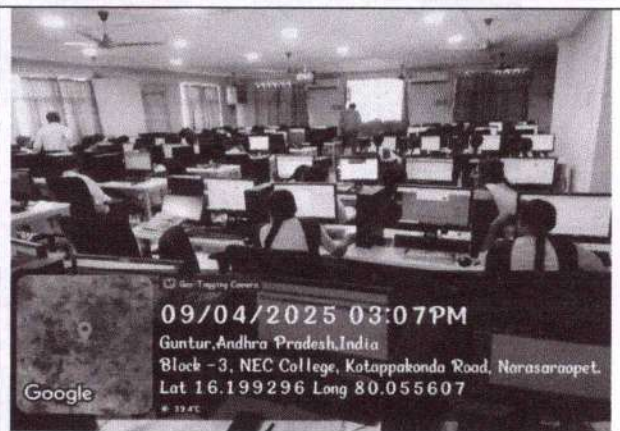 Geo-Tagging Camera
09/04/2025 03:07PM
Guntur,Andhra Pradesh,India
Block -3, NEC College, Kotappakonda Road, Narasaraopet.
Lat 16.199296 Long 80.055607
Google